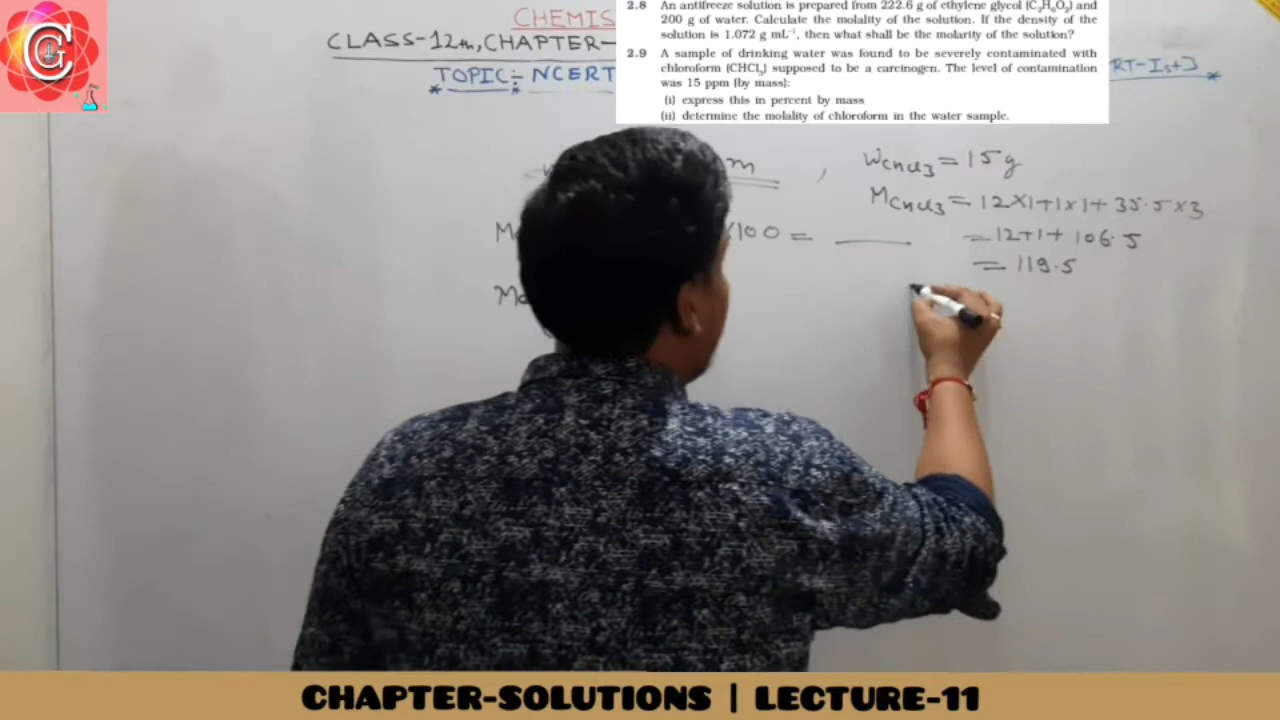 CHEMIS
CLASS-12th, CHAPTER-
TOPIC:- NCERT
RT-Ist]
2.8 An antifreeze solution is prepared from 222.6 g of ethylene glycol (C₂H₆O₂) and
200 g of water. Calculate the molality of the solution. If the density of the
solution is 1.072 g mL⁻¹, then what shall be the molarity of the solution?
2.9 A sample of drinking water was found to be severely contaminated with
chloroform (CHCl₃) supposed to be a carcinogen. The level of contamination
was 15 ppm (by mass):
(i) express this in percent by mass
(ii) determine the molality of chloroform in the water sample.
m , WCHCl₃ = 15g
MCHCl₃ = 12×1+1×1+35.5×3
= 12+1+106.5
= 119.5
M /100 =
Mo
CHAPTER-SOLUTIONS | LECTURE-11